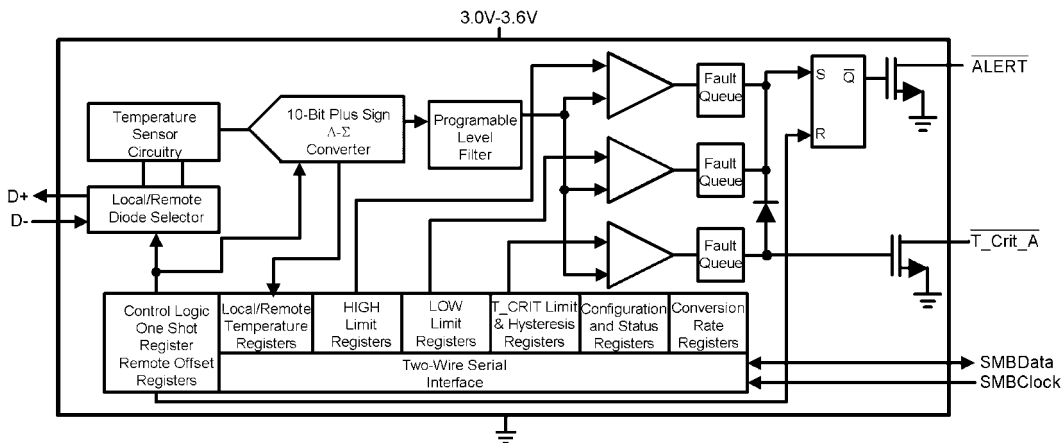 3.0V-3.6V
ALERT
Fault
Queue
S
Q
R
Temperature
Sensor
Circuitry
10-Bit Plus Sign
Δ-Σ
Converter
Programable
Level
Filter
D+
D-
Local/Remote
Diode Selector
Fault
Queue
Fault
Queue
T_Crit_A
Control Logic
One Shot
Register
Remote Offset
Registers
Local/Remote
Temperature
Registers
HIGH
Limit
Registers
LOW
Limit
Registers
T_CRIT Limit
& Hysteresis
Registers
Configuration
and Status
Registers
Conversion
Rate
Registers
Two-Wire Serial
Interface
SMBData
SMBClock